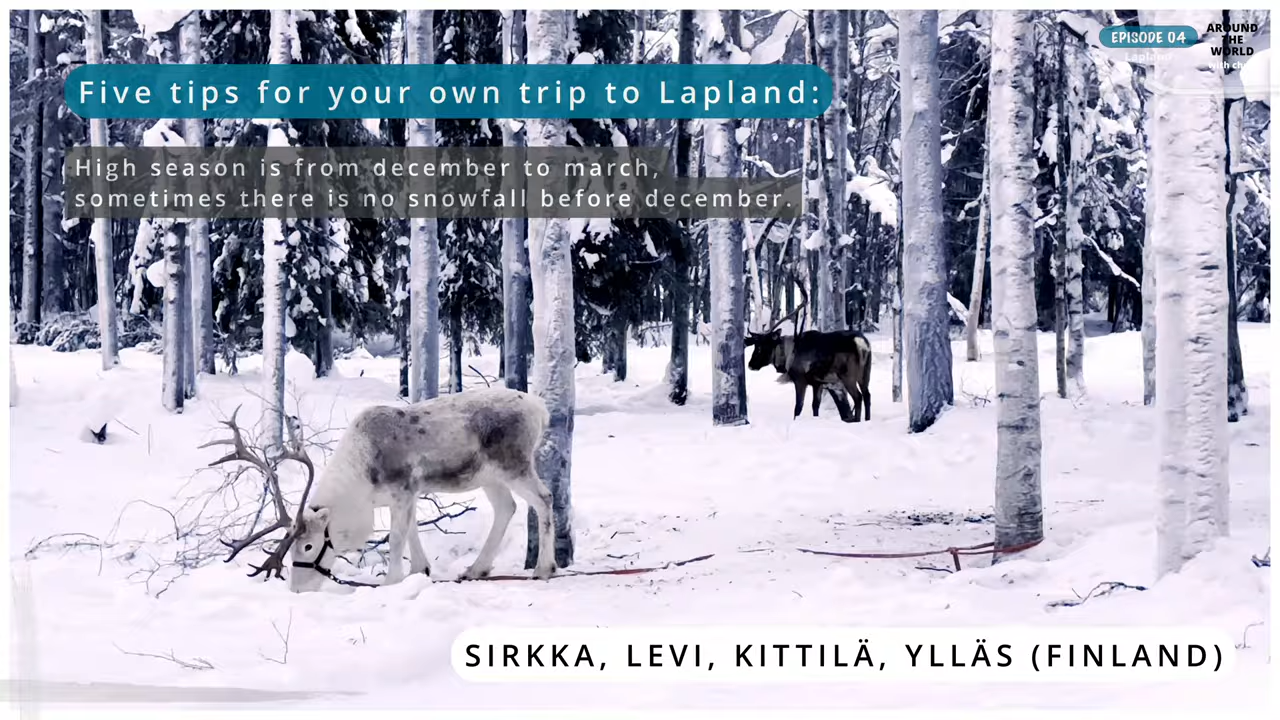 EPISODE 04
Lapland
AROUND
THE
WORLD
Five tips for your own trip to Lapland:
High season is from december to march,
sometimes there is no snowfall before december.
SIRKKA, LEVI, KITTILÄ, YLLÄS (FINLAND)